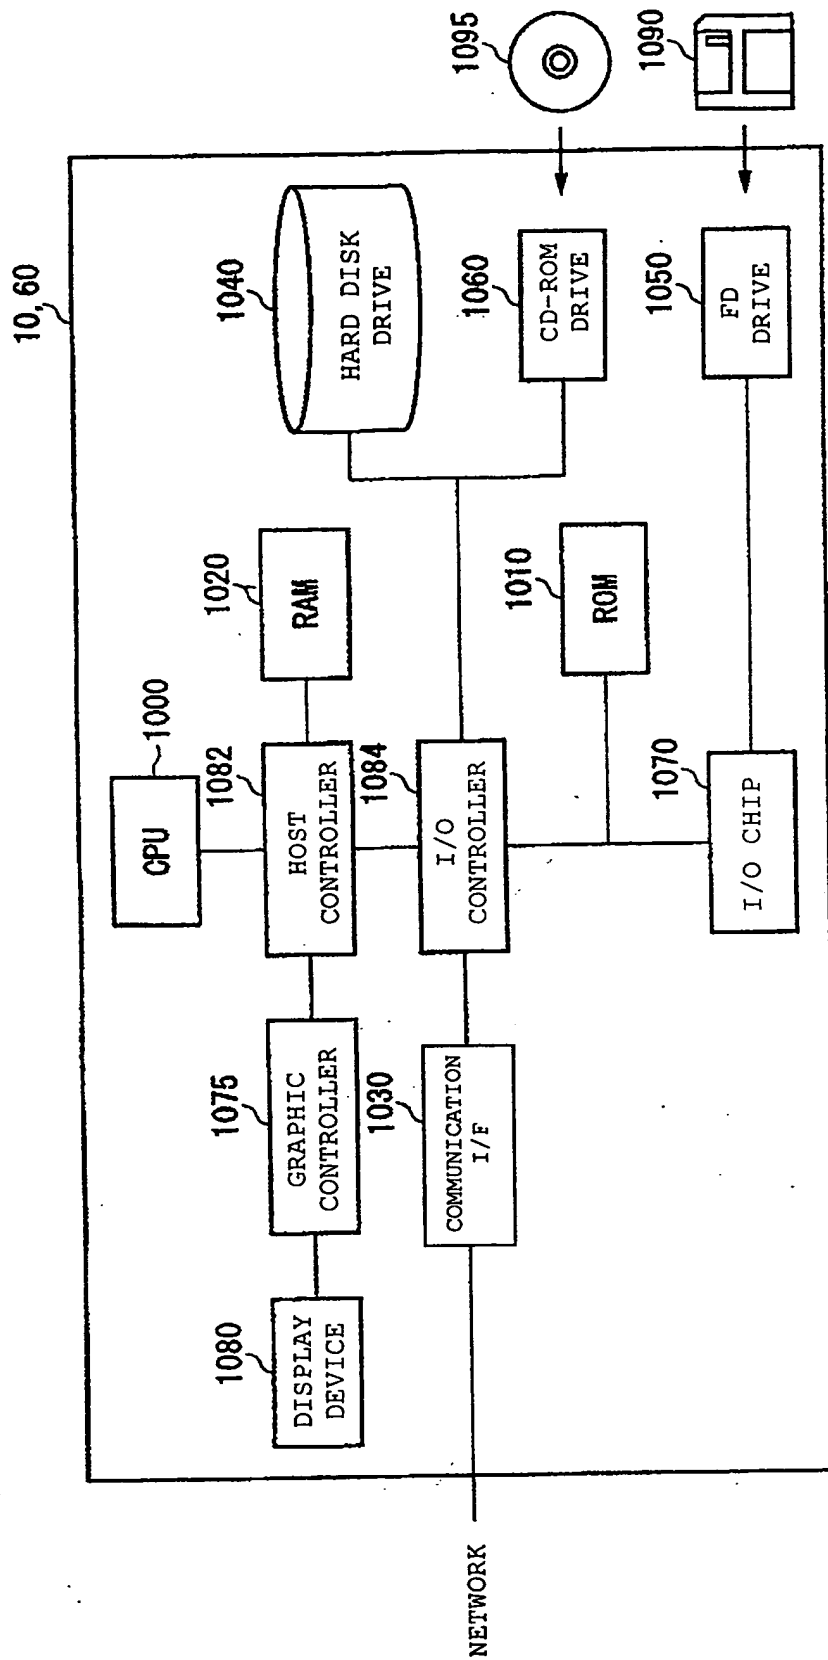 10, 60
1000
CPU
1082
HOST
CONTROLLER
1020
RAM
1075
GRAPHIC
CONTROLLER
1080
DISPLAY
DEVICE
1040
HARD DISK
DRIVE
1084
I/O
CONTROLLER
1030
COMMUNICATION
I/F
NETWORK
1060
CD-ROM
DRIVE
1095
1010
ROM
1070
I/O CHIP
1050
FD
DRIVE
1090